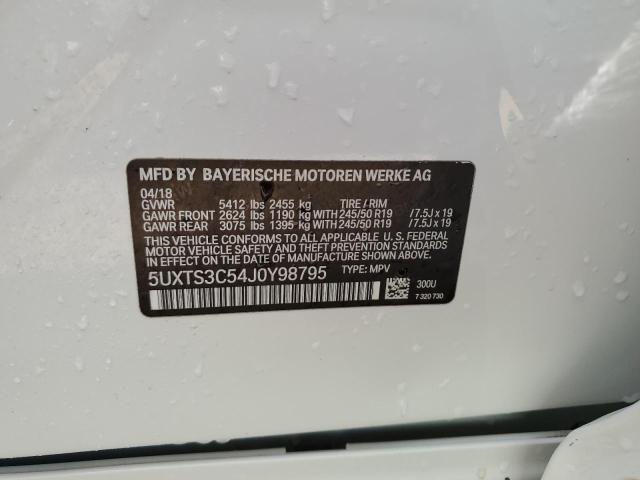 MFD BY BAYERISCHE MOTOREN WERKE AG
04/18
GVWR 5412 lbs 2455 kg TIRE / RIM
GAWR FRONT 2624 lbs 1190 kg WITH 245/50 R19 /7.5J x 19
GAWR REAR 3075 lbs 1395 kg WITH 245/50 R19 /7.5J x 19
THIS VEHICLE CONFORMS TO ALL APPLICABLE U.S. FEDERAL
MOTOR VEHICLE SAFETY STANDARDS
IN EFFECT ON THE DATE OF MANUFACTURE SHOWN ABOVE.
5UXTS3C54J0Y98795 TYPE: MPV
300U
7 320 730